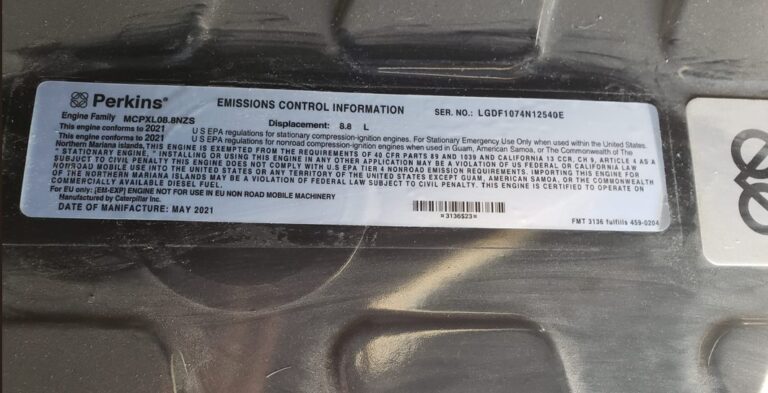 Perkins®
EMISSIONS CONTROL INFORMATION
SER. NO.: LGDF1074N12540E
Engine Family MCPXL08.8NZS
Displacement: 8.8 L
This engine conforms to 2021 U S EPA regulations for stationary compression-ignition engines. For Stationary Emergency Use Only when used within the United States.
This engine conforms to 2021 U S EPA regulations for nonroad compression-ignition engines when used in Guam, American Samoa, or The Commonwealth of The
Northern Mariana islands, THIS ENGINE IS EXEMPTED FROM THE REQUIREMENTS OF 40 CFR PARTS 89 AND 1039 AND CALIFORNIA 13 CCR, CH 9, ARTICLE 4 AS A
"STATIONARY ENGINE." INSTALLING OR USING THIS ENGINE IN ANY OTHER APPLICATION MAY BE A VIOLATION OF US FEDERAL OR CALIFORNIA LAW
SUBJECT TO CIVIL PENALTY THIS ENGINE DOES NOT COMPLY WITH U.S EPA TIER 4 NONROAD EMISSION REQUIREMENTS. IMPORTING THIS ENGINE FOR
NONROAD MOBILE USE INTO THE UNITED STATES OR ANY TERRITORY OF THE UNITED STATES EXCEPT GUAM, AMERICAN SAMOA, OR THE COMMONWEALTH
OF THE NORTHERN MARIANA ISLANDS MAY BE A VIOLATION OF FEDERAL LAW SUBJECT TO CIVIL PENALTY. THIS ENGINE IS CERTIFIED TO OPERATE ON
COMMERCIALLY AVAILABLE DIESEL FUEL.
For EU only: [EM-EXP] ENGINE NOT FOR USE IN EU NON ROAD MOBILE MACHINERY
Manufactured by Caterpillar Inc.
DATE OF MANUFACTURE: MAY 2021
¤3136$23¤
FMT 3136 fulfills 459-0204